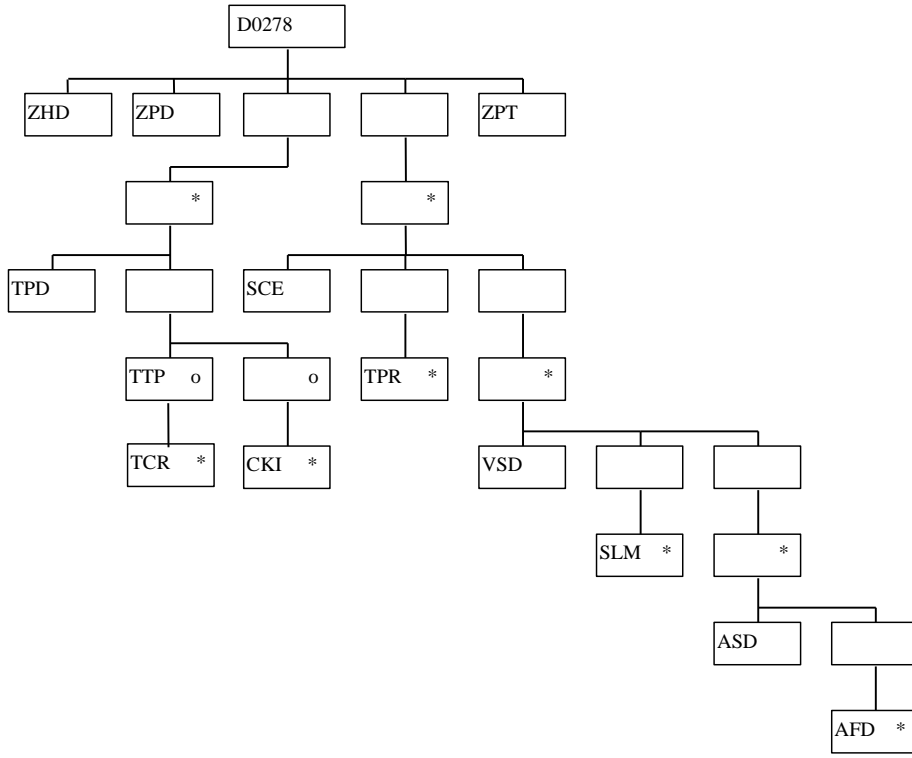 D0278
ZHD ZPD ZPT
*
*
TPD SCE
TTP o o TPR * *
TCR * CKI * VSD
SLM * *
ASD
AFD *